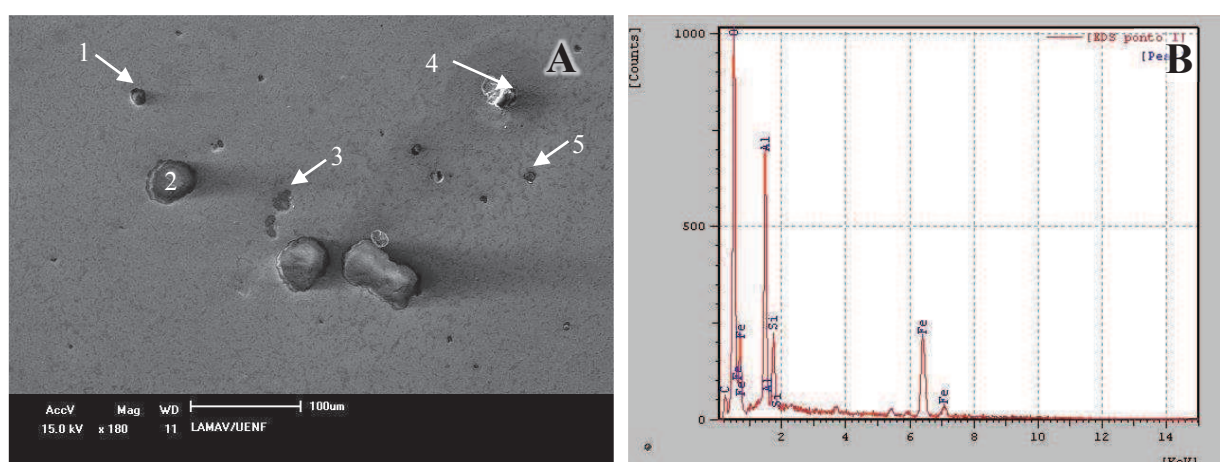 A
1
4
3
5
2
AccV Mag WD 100um
15.0 kV x 180 11 LAMAV/UENF
B
[Counts]
[EDS ponto 1]
1000
500
0
O
Al
Si
Fe
Fe
Fe
Al
Si
C
Fe
Fe
2 4 6 8 10 12 14